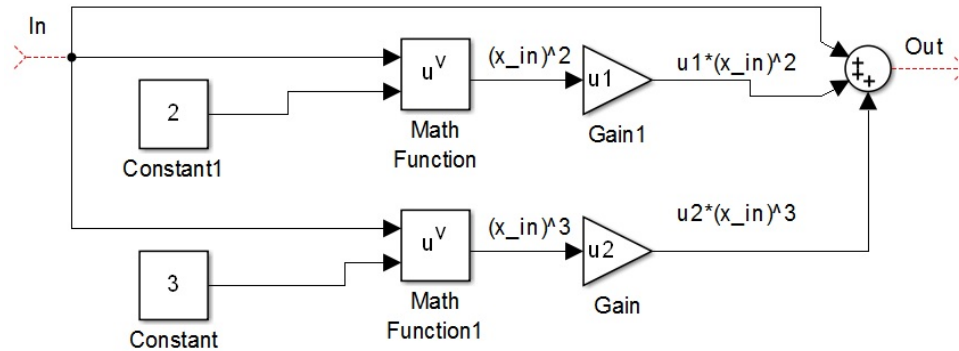 In
Out
(x_in)^2
u1*(x_in)^2
u^v
u1
2
+
+
+
Math
Function
Gain1
Constant1
(x_in)^3
u2*(x_in)^3
u^v
u2
3
Math
Function1
Gain
Constant